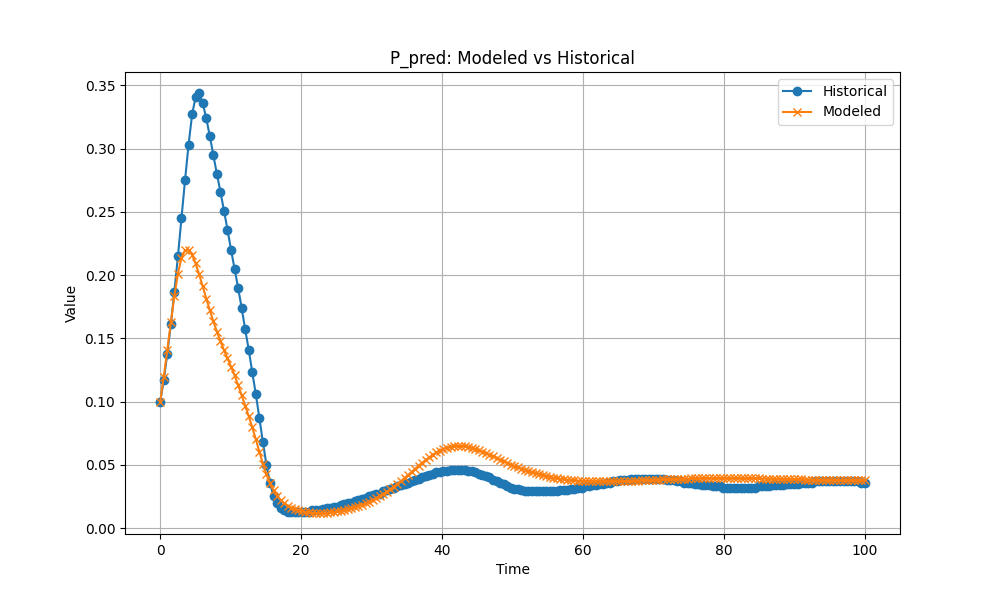 P_pred: Modeled vs Historical
Historical
Modeled
0.35
0.30
0.25
0.20
0.15
0.10
0.05
0.00
Value
0 20 40 60 80 100
Time